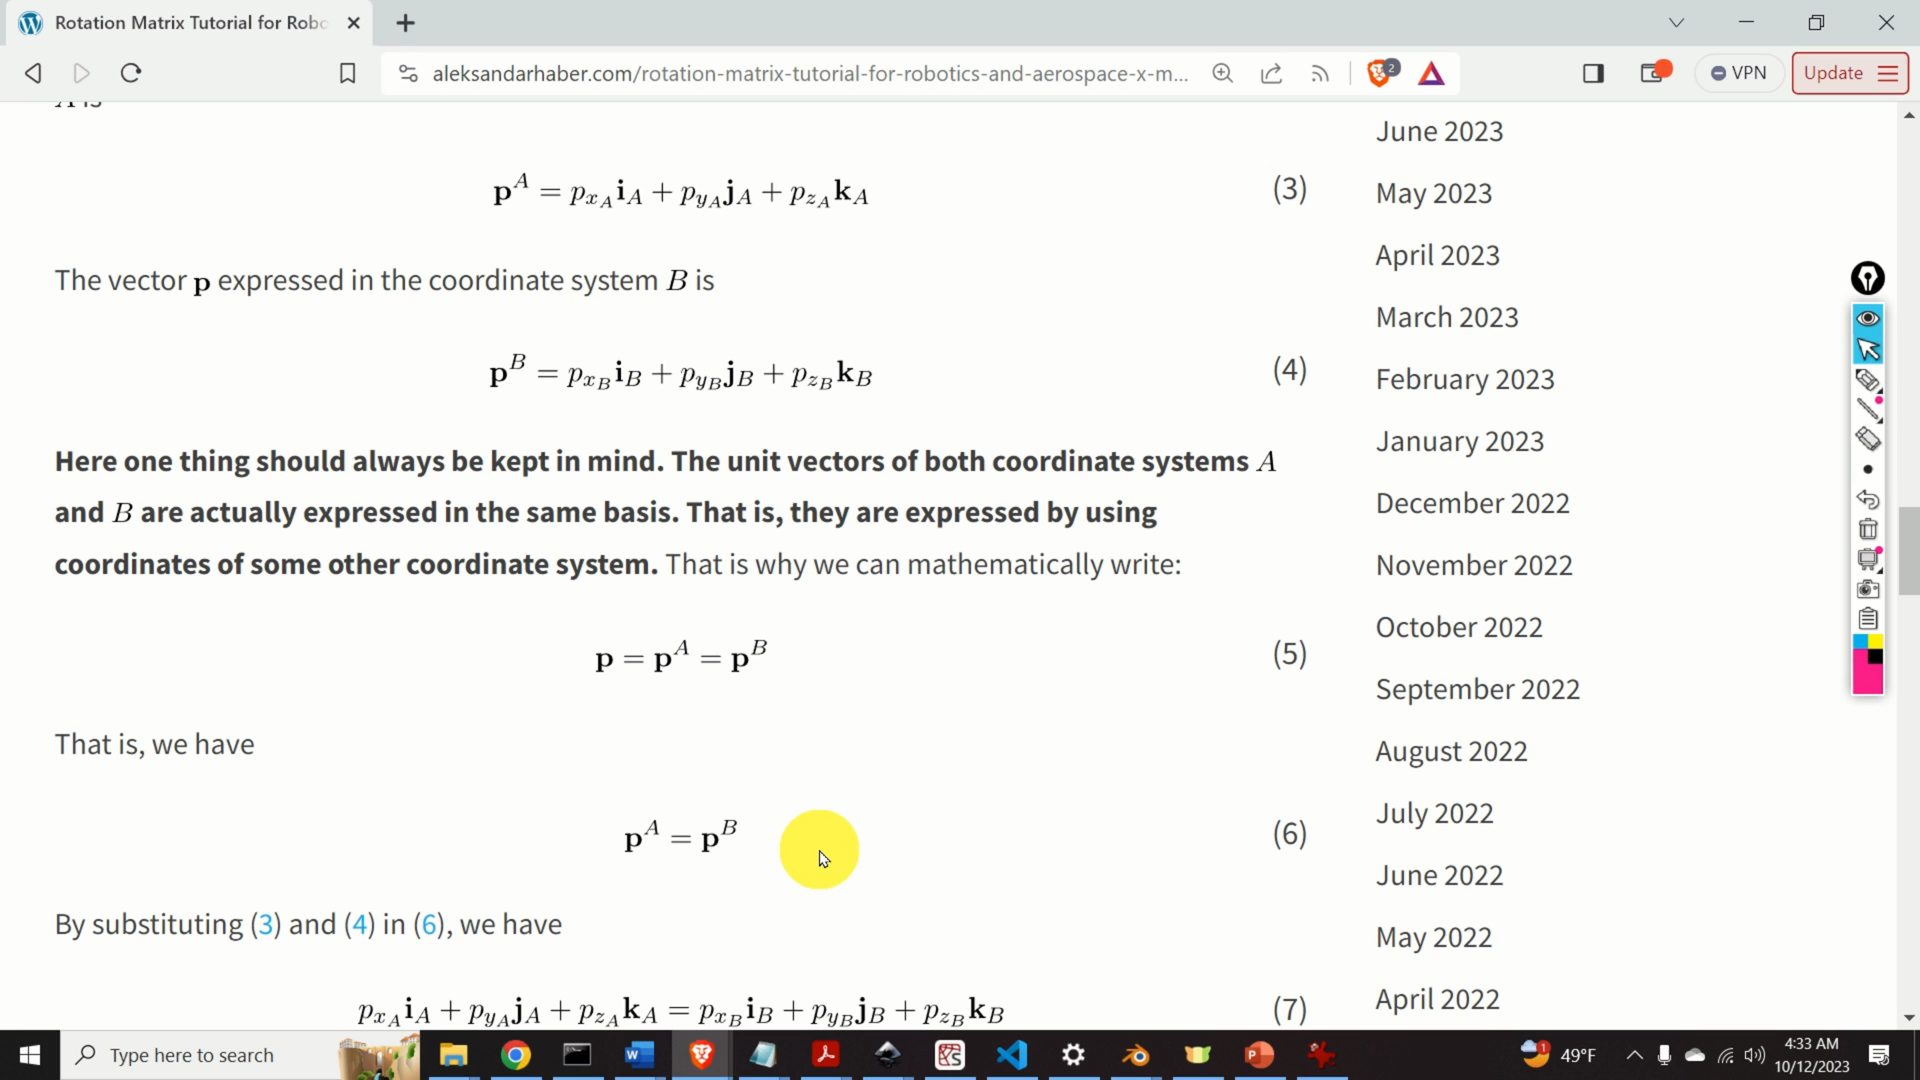 Rotation Matrix Tutorial for Robo
aleksandarhaber.com/rotation-matrix-tutorial-for-robotics-and-aerospace-x-m...
2
VPN
Update
A is
p^A = p_{x_A} i_A + p_{y_A} j_A + p_{z_A} k_A (3)
The vector p expressed in the coordinate system B is
p^B = p_{x_B} i_B + p_{y_B} j_B + p_{z_B} k_B (4)
Here one thing should always be kept in mind. The unit vectors of both coordinate systems A
and B are actually expressed in the same basis. That is, they are expressed by using
coordinates of some other coordinate system. That is why we can mathematically write:
p = p^A = p^B (5)
That is, we have
p^A = p^B (6)
By substituting (3) and (4) in (6), we have
p_{x_A} i_A + p_{y_A} j_A + p_{z_A} k_A = p_{x_B} i_B + p_{y_B} j_B + p_{z_B} k_B (7)
June 2023
May 2023
April 2023
March 2023
February 2023
January 2023
December 2022
November 2022
October 2022
September 2022
August 2022
July 2022
June 2022
May 2022
April 2022
Type here to search
1
49°F
4:33 AM
10/12/2023